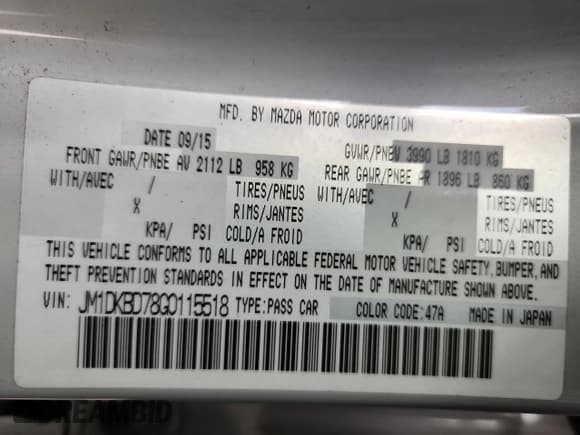 MFD. BY MAZDA MOTOR CORPORATION
DATE 09/15 GVWR/PNBV 3990 LB 1810 KG
FRONT GAWR/PNBE AV 2112 LB 958 KG REAR GAWR/PNBE AR 1896 LB 860 KG
WITH/AVEC / TIRES/PNEUS WITH/AVEC / TIRES/PNEUS
X RIMS/JANTES X RIMS/JANTES
KPA/ PSI COLD/A FROID KPA/ PSI COLD/A FROID
THIS VEHICLE CONFORMS TO ALL APPLICABLE FEDERAL MOTOR VEHICLE SAFETY, BUMPER, AND
THEFT PREVENTION STANDARDS IN EFFECT ON THE DATE OF MANUFACTURE SHOWN ABOVE.
VIN: JM1DKBD78G0115518 TYPE: PASS CAR COLOR CODE: 47A MADE IN JAPAN
DREAMBID